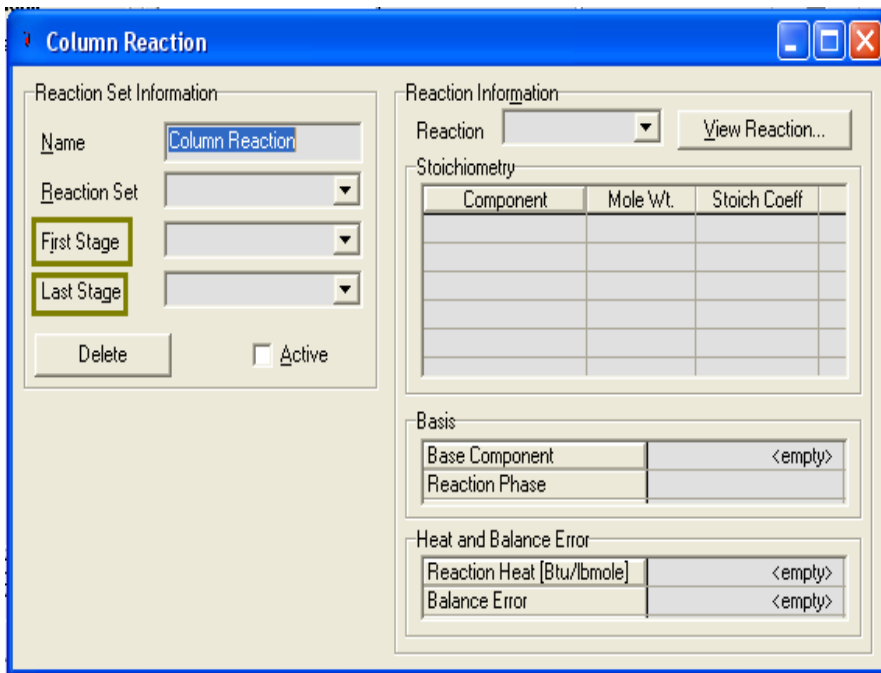 Column Reaction
Reaction Set Information
Name
Column Reaction
Reaction Set
First Stage
Last Stage
Delete
Active
Reaction Information
Reaction
View Reaction...
Stoichiometry
Component Mole Wt. Stoich Coeff
Basis
Base Component <empty>
Reaction Phase
Heat and Balance Error
Reaction Heat [Btu/lbmole] <empty>
Balance Error <empty>